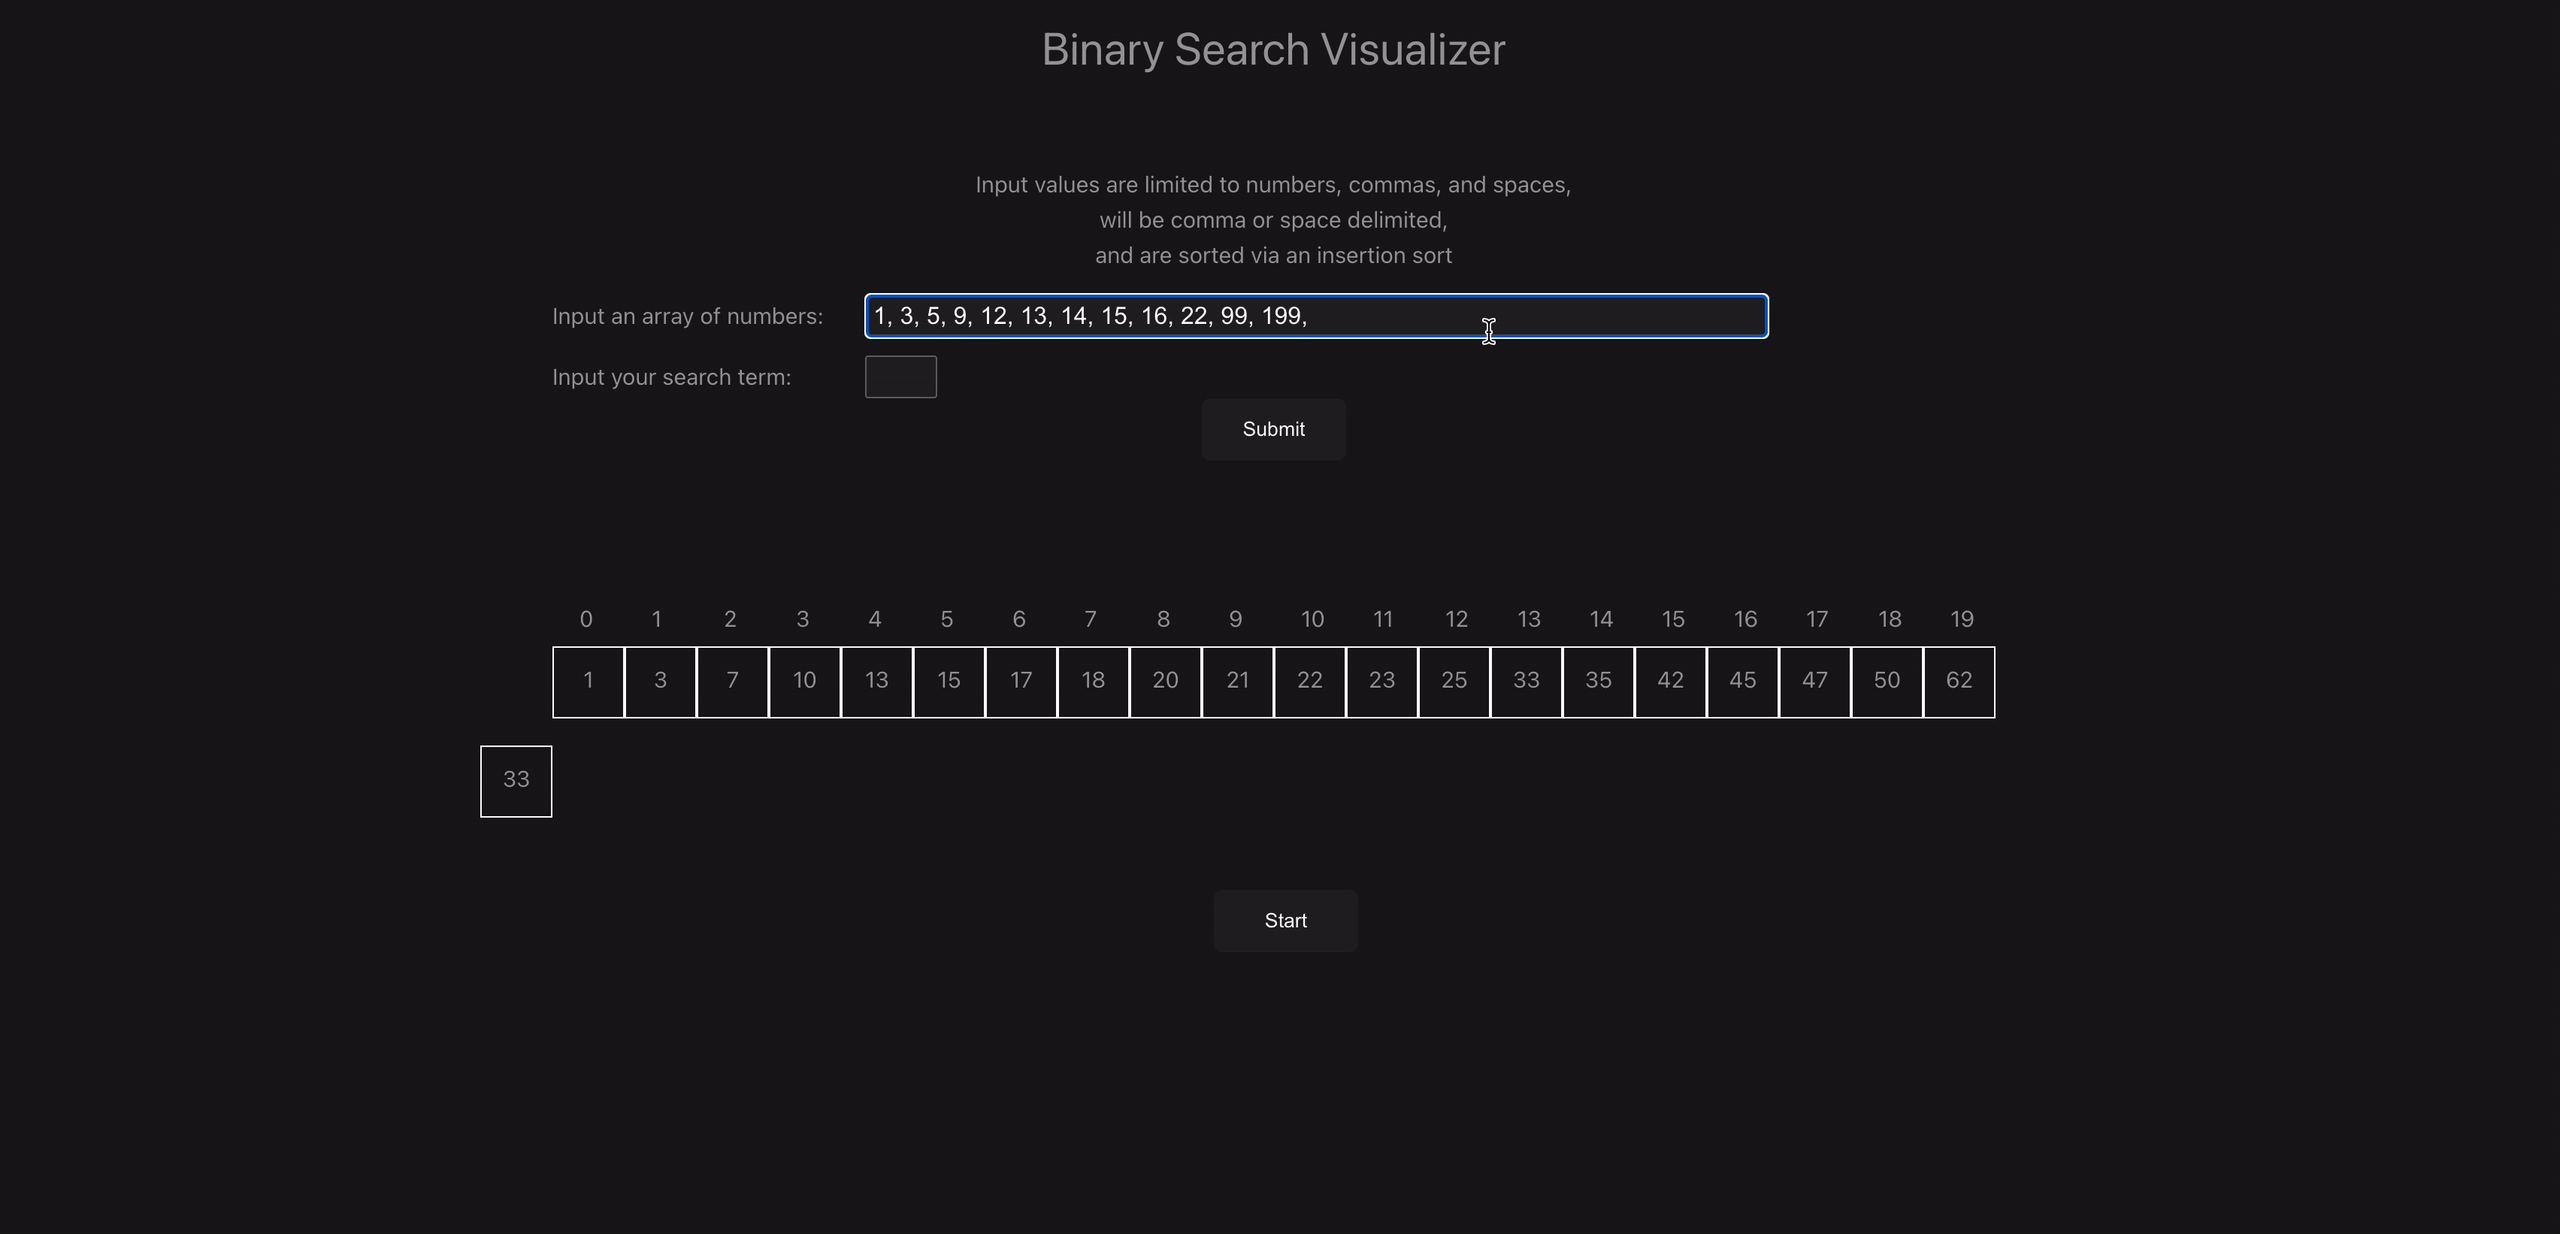 Binary Search Visualizer
Input values are limited to numbers, commas, and spaces,
will be comma or space delimited,
and are sorted via an insertion sort
Input an array of numbers: 1, 3, 5, 9, 12, 13, 14, 15, 16, 22, 99, 199,
Input your search term:
Submit
0 1 2 3 4 5 6 7 8 9 10 11 12 13 14 15 16 17 18 19
1 3 7 10 13 15 17 18 20 21 22 23 25 33 35 42 45 47 50 62
33
Start